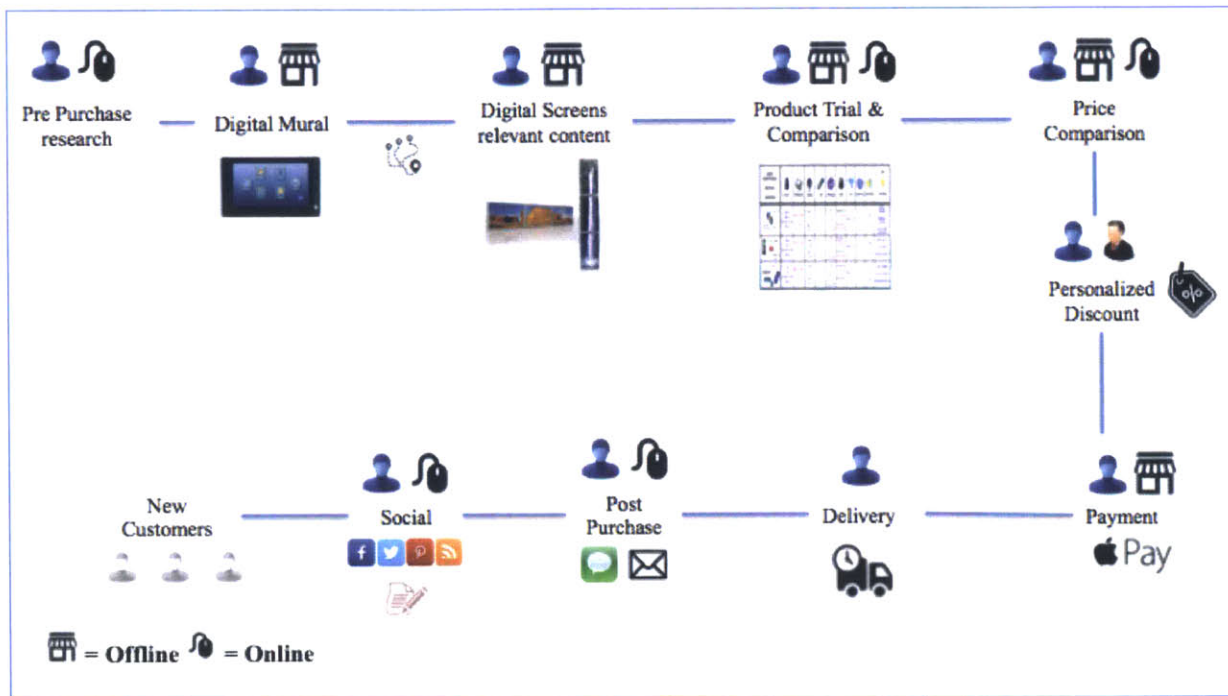 Pre Purchase
research
Digital Mural
Digital Screens
relevant content
Product Trial &
Comparison
Price
Comparison
%
Personalized
Discount
New
Customers
Social
Post
Purchase
Delivery
Payment
Pay
= Offline
= Online